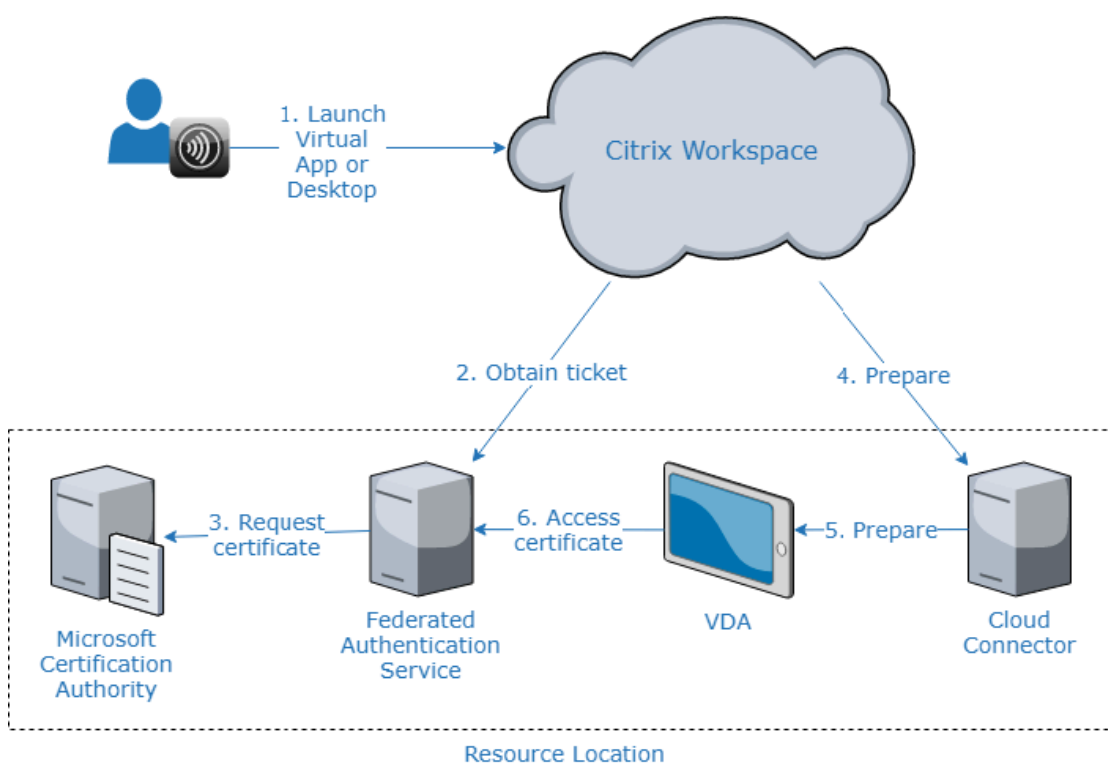 1. Launch
Virtual
App or
Desktop
Citrix Workspace
2. Obtain ticket
4. Prepare
3. Request
certificate
6. Access
certificate
5. Prepare
Microsoft
Certification
Authority
Federated
Authentication
Service
VDA
Cloud
Connector
Resource Location